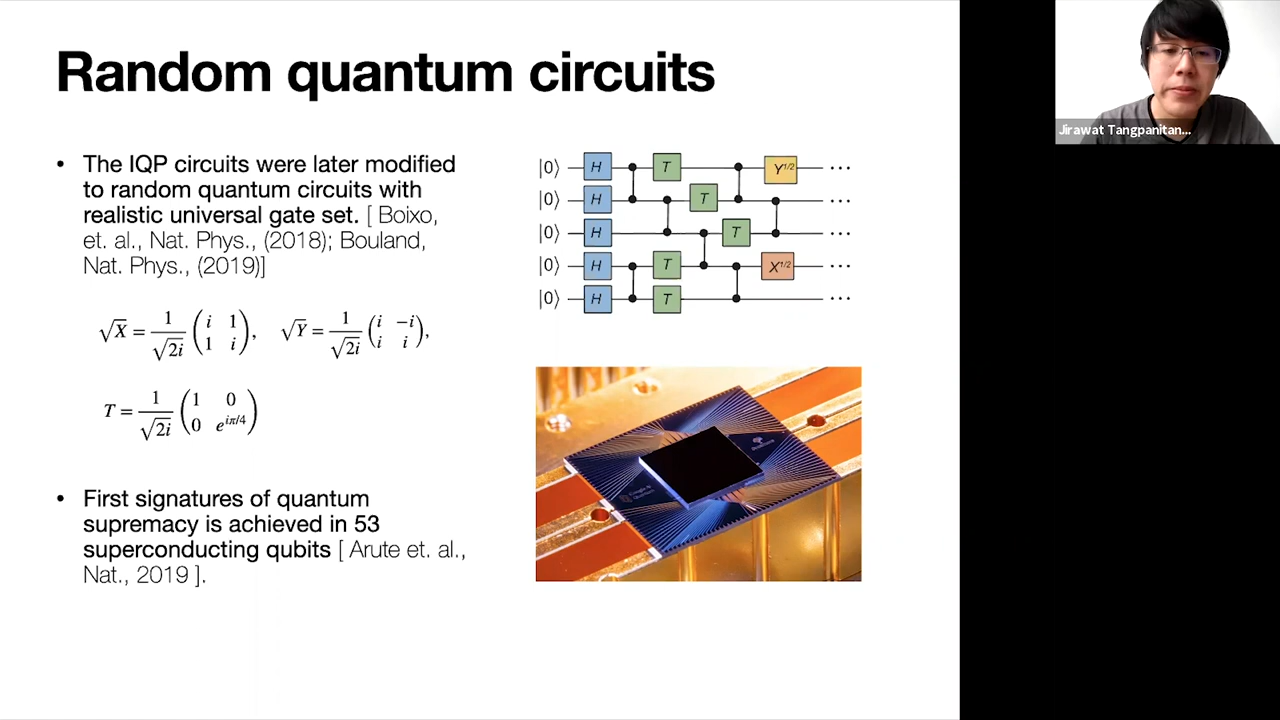 Random quantum circuits
• The IQP circuits were later modified
to random quantum circuits with
realistic universal gate set. [ Boixo,
et. al., Nat. Phys., (2018); Bouland,
Nat. Phys., (2019)]
√X = 1/√2i (i 1; 1 i), √Y = 1/√2i (i −i; i i),
T = 1/√2i (1 0; 0 e^{iπ/4})
• First signatures of quantum
supremacy is achieved in 53
superconducting qubits [ Arute et. al.,
Nat., 2019 ].
|0⟩ H T Y^{1/2} ···
|0⟩ H T ···
|0⟩ H T ···
|0⟩ H T X^{1/2} ···
|0⟩ H T ···
Jirawat Tangpanitan...